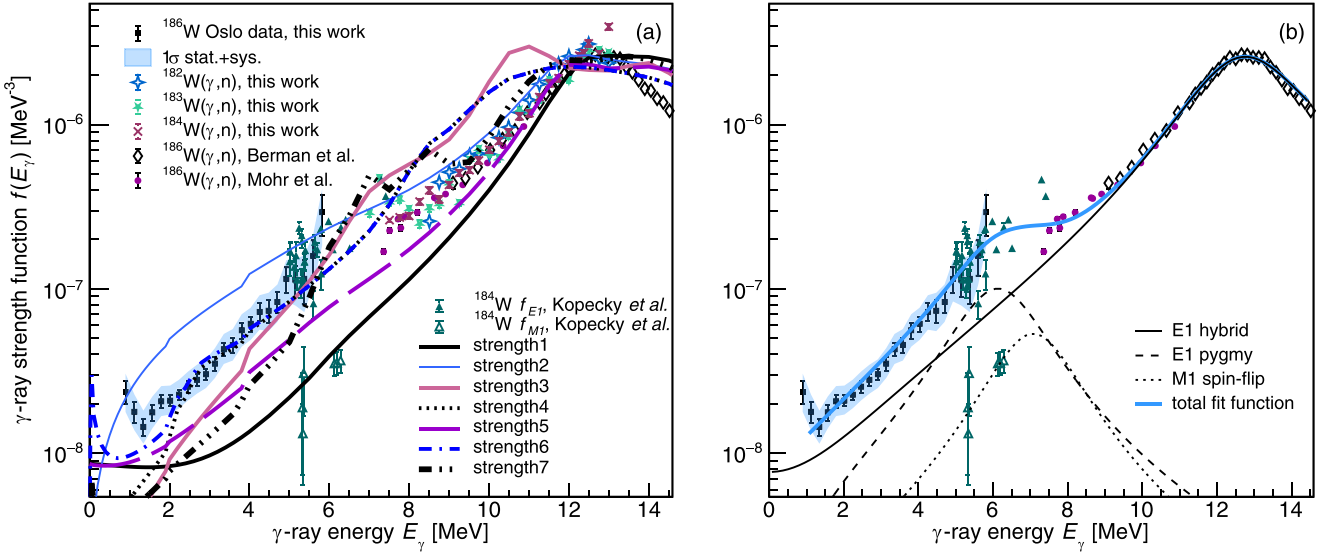 (a)
¹⁸⁶W Oslo data, this work
1σ stat.+sys.
¹⁸²W(γ,n), this work
¹⁸³W(γ,n), this work
¹⁸⁴W(γ,n), this work
¹⁸⁶W(γ,n), Berman et al.
¹⁸⁶W(γ,n), Mohr et al.
¹⁸⁴W f_E1, Kopecky et al.
¹⁸⁴W f_M1, Kopecky et al.
strength1
strength2
strength3
strength4
strength5
strength6
strength7
γ-ray strength function f(Eγ) [MeV⁻³]
10⁻⁶
10⁻⁷
10⁻⁸
0 2 4 6 8 10 12 14
γ-ray energy Eγ [MeV]
(b)
E1 hybrid
E1 pygmy
M1 spin-flip
total fit function
10⁻⁶
10⁻⁷
10⁻⁸
0 2 4 6 8 10 12 14
γ-ray energy Eγ [MeV]